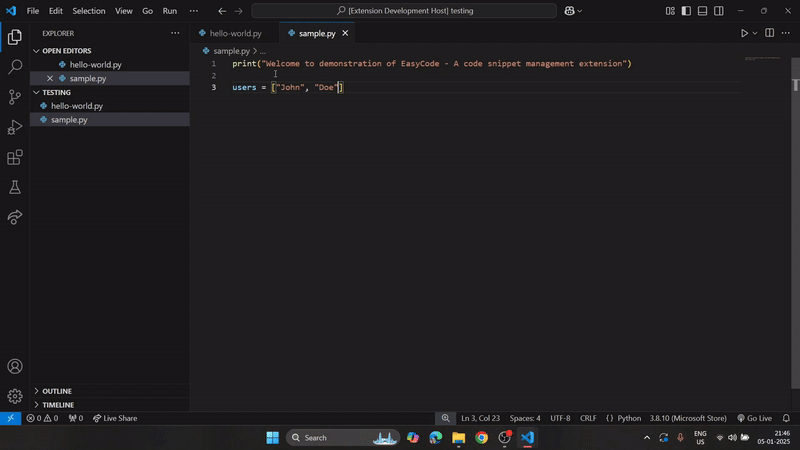 File Edit Selection View Go Run ··· [Extension Development Host] testing
EXPLORER ···
OPEN EDITORS
hello-world.py
sample.py
TESTING
hello-world.py
sample.py
OUTLINE
TIMELINE
hello-world.py sample.py
sample.py > ...
1 print("Welcome to demonstration of EasyCode - A code snippet management extension")
2
3 users = ["John", "Doe"]
0 0 0 Live Share Ln 3, Col 23 Spaces: 4 UTF-8 CRLF {} Python 3.8.10 (Microsoft Store) Go Live
Search
ENG
US
21:46
05-01-2025